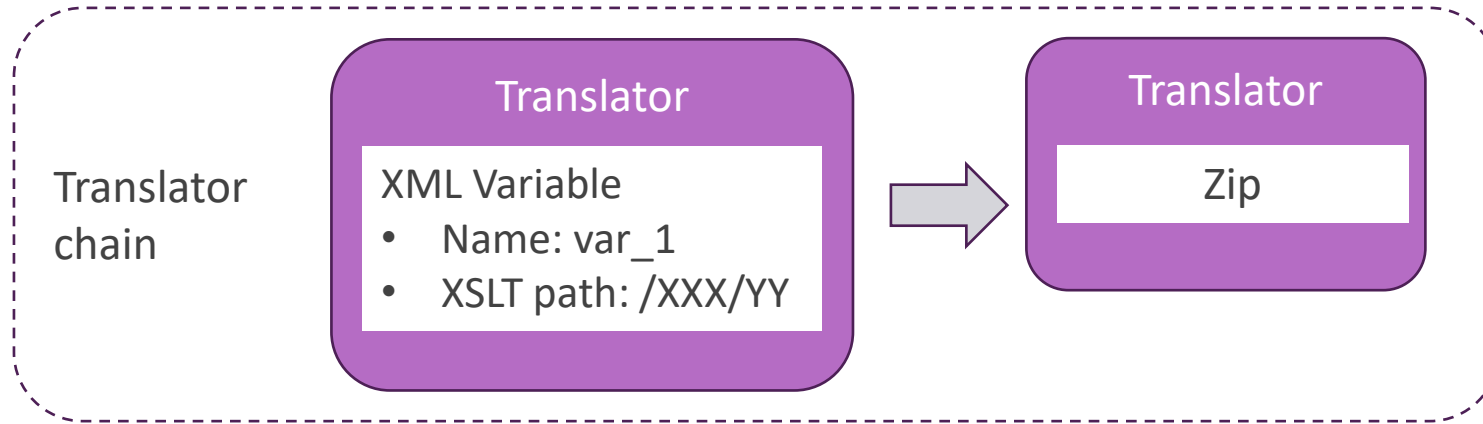 Translator
chain
Translator
XML Variable
• Name: var_1
• XSLT path: /XXX/YY
Translator
Zip